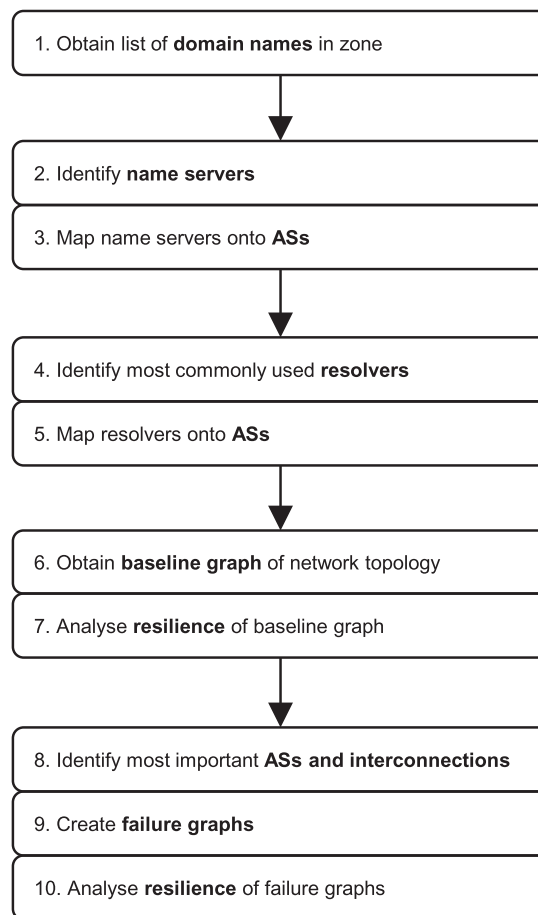 1. Obtain list of domain names in zone
2. Identify name servers
3. Map name servers onto ASs
4. Identify most commonly used resolvers
5. Map resolvers onto ASs
6. Obtain baseline graph of network topology
7. Analyse resilience of baseline graph
8. Identify most important ASs and interconnections
9. Create failure graphs
10. Analyse resilience of failure graphs